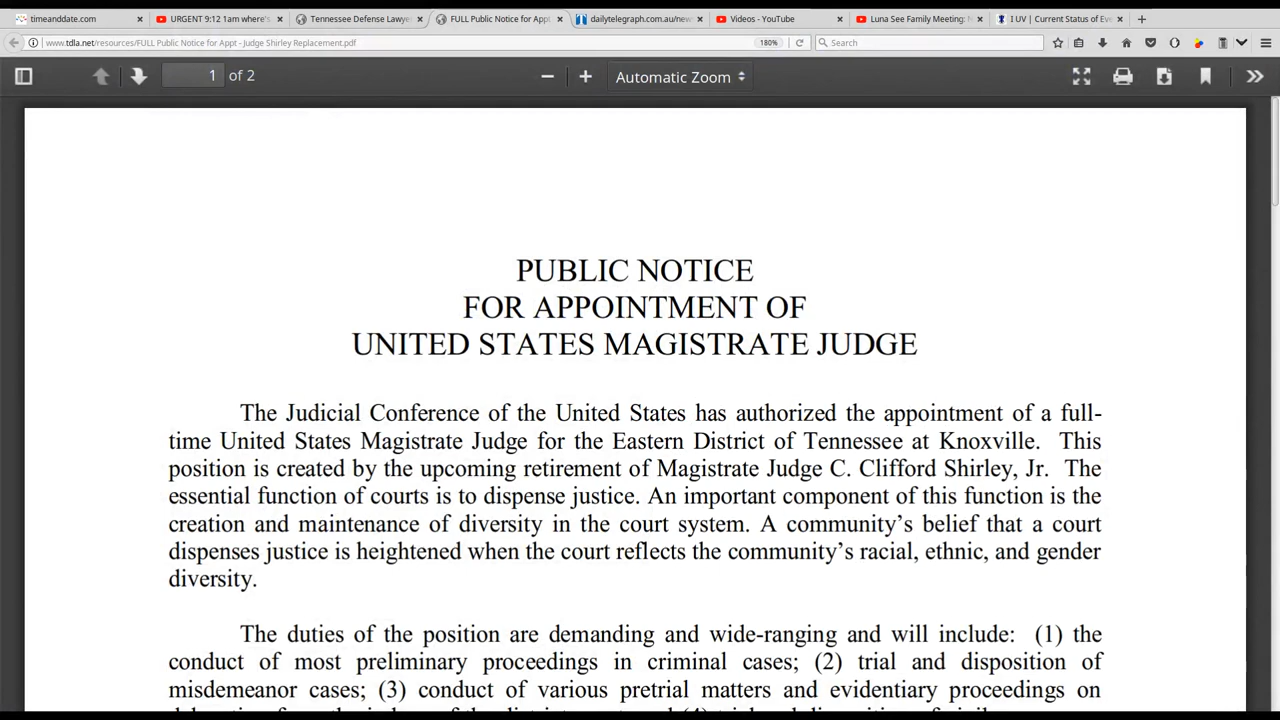 timeanddate.com
URGENT 9:12 1am where's
Tennessee Defense Lawye
FULL Public Notice for App
dailytelegraph.com.au/new
Videos - YouTube
Luna See Family Meeting:
I UV | Current Status of Eve
www.tdla.net/resources/FULL Public Notice for Appt - Judge Shirley Replacement.pdf
180%
Search
1 of 2
Automatic Zoom
PUBLIC NOTICE
FOR APPOINTMENT OF
UNITED STATES MAGISTRATE JUDGE
The Judicial Conference of the United States has authorized the appointment of a full-
time United States Magistrate Judge for the Eastern District of Tennessee at Knoxville. This
position is created by the upcoming retirement of Magistrate Judge C. Clifford Shirley, Jr. The
essential function of courts is to dispense justice. An important component of this function is the
creation and maintenance of diversity in the court system. A community's belief that a court
dispenses justice is heightened when the court reflects the community's racial, ethnic, and gender
diversity.
The duties of the position are demanding and wide-ranging and will include: (1) the
conduct of most preliminary proceedings in criminal cases; (2) trial and disposition of
misdemeanor cases; (3) conduct of various pretrial matters and evidentiary proceedings on